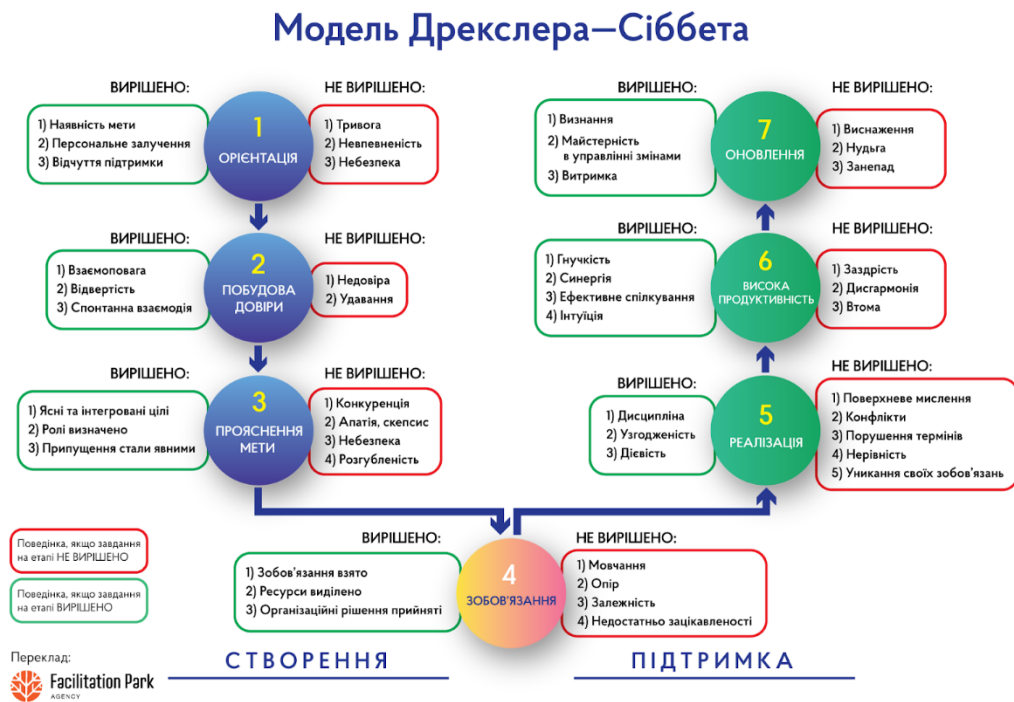 Модель Дрекслера—Сіббета
ВИРІШЕНО:
1) Наявність мети
2) Персональне залучення
3) Відчуття підтримки
1
ОРІЄНТАЦІЯ
НЕ ВИРІШЕНО:
1) Тривога
2) Невпевненість
3) Небезпека
ВИРІШЕНО:
1) Взаємоповага
2) Відвертість
3) Спонтанна взаємодія
2
ПОБУДОВА
ДОВІРИ
НЕ ВИРІШЕНО:
1) Недовіра
2) Удавання
ВИРІШЕНО:
1) Ясні та інтегровані цілі
2) Ролі визначено
3) Припущення стали явними
3
ПРОЯСНЕННЯ
МЕТИ
НЕ ВИРІШЕНО:
1) Конкуренція
2) Апатія, скепсис
3) Небезпека
4) Розгубленість
ВИРІШЕНО:
1) Зобов'язання взято
2) Ресурси виділено
3) Організаційні рішення прийняті
4
ЗОБОВ'ЯЗАННЯ
НЕ ВИРІШЕНО:
1) Мовчання
2) Опір
3) Залежність
4) Недостатньо зацікавленості
ВИРІШЕНО:
1) Дисципліна
2) Узгодженість
3) Дієвість
5
РЕАЛІЗАЦІЯ
НЕ ВИРІШЕНО:
1) Поверхневе мислення
2) Конфлікти
3) Порушення термінів
4) Нерівність
5) Уникання своїх зобов'язань
ВИРІШЕНО:
1) Гнучкість
2) Синергія
3) Ефективне спілкування
4) Інтуїція
6
ВИСОКА
ПРОДУКТИВНІСТЬ
НЕ ВИРІШЕНО:
1) Заздрість
2) Дисгармонія
3) Втома
ВИРІШЕНО:
1) Визнання
2) Майстерність
в управлінні змінами
3) Витримка
7
ОНОВЛЕННЯ
НЕ ВИРІШЕНО:
1) Виснаження
2) Нудьга
3) Занепад
Поведінка, якщо завдання
на етапі НЕ ВИРІШЕНО
Поведінка, якщо завдання
на етапі ВИРІШЕНО
Переклад:
Facilitation Park
AGENCY
СТВОРЕННЯ
ПІДТРИМКА